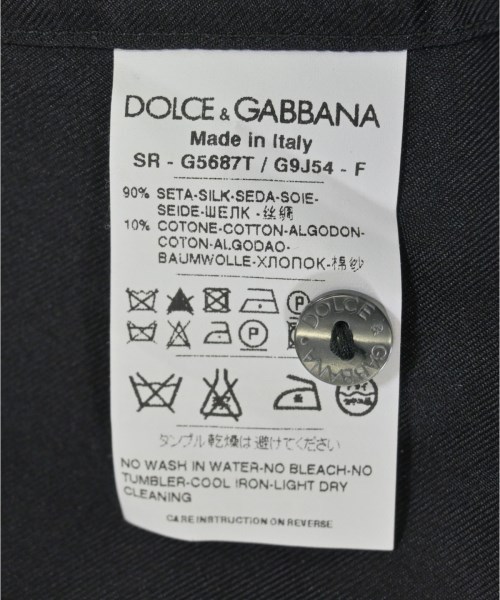 DOLCE & GABBANA
Made in Italy
SR - G5687T / G9J54 - F
90% SETA-SILK-SEDA-SOIE-
SEIDE-ШЕЛК-丝绸
10% COTONE-COTTON-ALGODON-
COTON-ALGODAO-
BAUMWOLLE-ХЛОПОК-棉纱
P
P
DOLCE & GABBANA
タンブル乾燥は避けてください
NO WASH IN WATER-NO BLEACH-NO
TUMBLER-COOL IRON-LIGHT DRY
CLEANING
CARE INSTRUCTION ON REVERSE